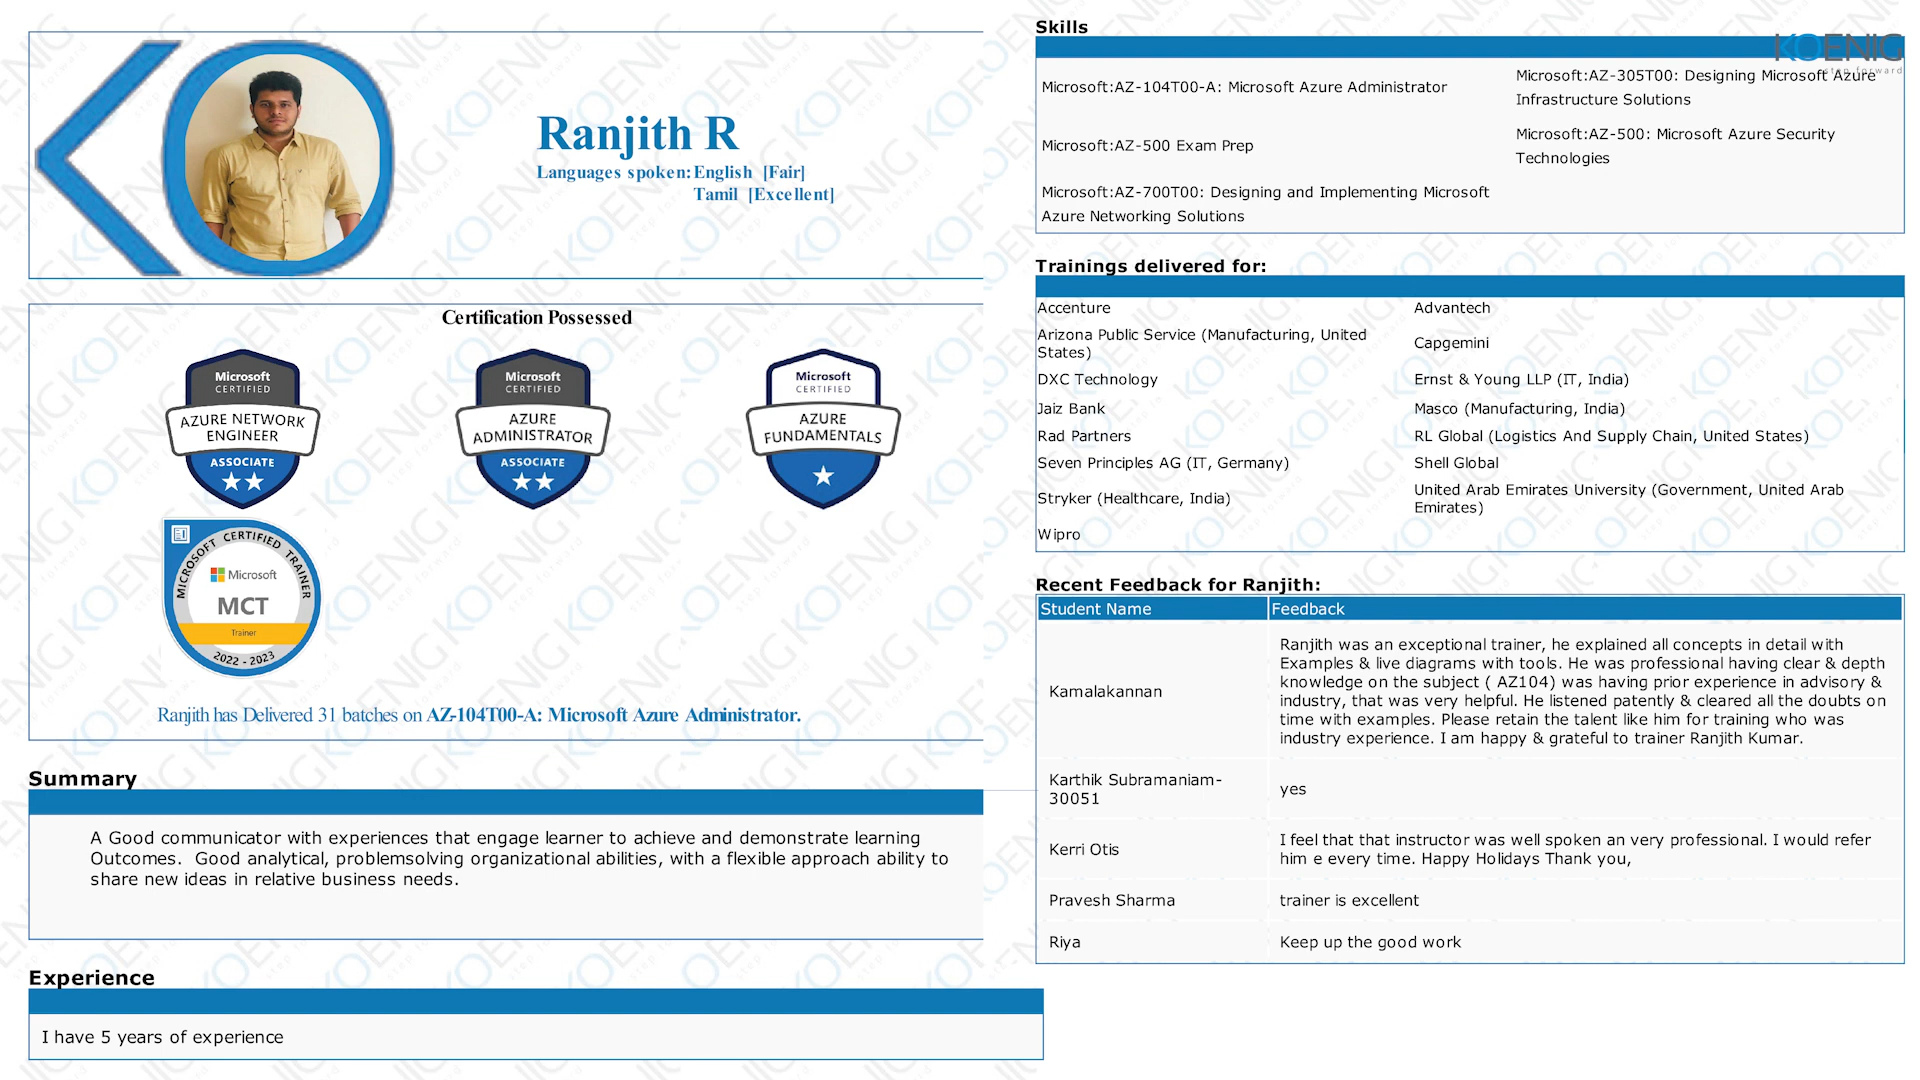 Ranjith R
Languages spoken: English [Fair]
Tamil [Excellent]
Certification Possessed
Microsoft
CERTIFIED
AZURE NETWORK
ENGINEER
ASSOCIATE
Microsoft
CERTIFIED
AZURE
ADMINISTRATOR
ASSOCIATE
Microsoft
CERTIFIED
AZURE
FUNDAMENTALS
MICROSOFT CERTIFIED TRAINER
Microsoft
MCT
Trainer
2022 - 2023
Ranjith has Delivered 31 batches on AZ-104T00-A: Microsoft Azure Administrator.
Summary
A Good communicator with experiences that engage learner to achieve and demonstrate learning
Outcomes. Good analytical, problemsolving organizational abilities, with a flexible approach ability to
share new ideas in relative business needs.
Experience
I have 5 years of experience
Skills
KOENIG
step forward
Microsoft:AZ-104T00-A: Microsoft Azure Administrator
Microsoft:AZ-305T00: Designing Microsoft Azure
Infrastructure Solutions
Microsoft:AZ-500 Exam Prep
Microsoft:AZ-500: Microsoft Azure Security
Technologies
Microsoft:AZ-700T00: Designing and Implementing Microsoft
Azure Networking Solutions
Trainings delivered for:
Accenture
Advantech
Arizona Public Service (Manufacturing, United
States)
Capgemini
DXC Technology
Ernst & Young LLP (IT, India)
Jaiz Bank
Masco (Manufacturing, India)
Rad Partners
RL Global (Logistics And Supply Chain, United States)
Seven Principles AG (IT, Germany)
Shell Global
Stryker (Healthcare, India)
United Arab Emirates University (Government, United Arab
Emirates)
Wipro
Recent Feedback for Ranjith:
Student Name
Feedback
Kamalakannan
Ranjith was an exceptional trainer, he explained all concepts in detail with
Examples & live diagrams with tools. He was professional having clear & depth
knowledge on the subject ( AZ104) was having prior experience in advisory &
industry, that was very helpful. He listened patently & cleared all the doubts on
time with examples. Please retain the talent like him for training who was
industry experience. I am happy & grateful to trainer Ranjith Kumar.
Karthik Subramaniam-
30051
yes
Kerri Otis
I feel that that instructor was well spoken an very professional. I would refer
him e every time. Happy Holidays Thank you,
Pravesh Sharma
trainer is excellent
Riya
Keep up the good work